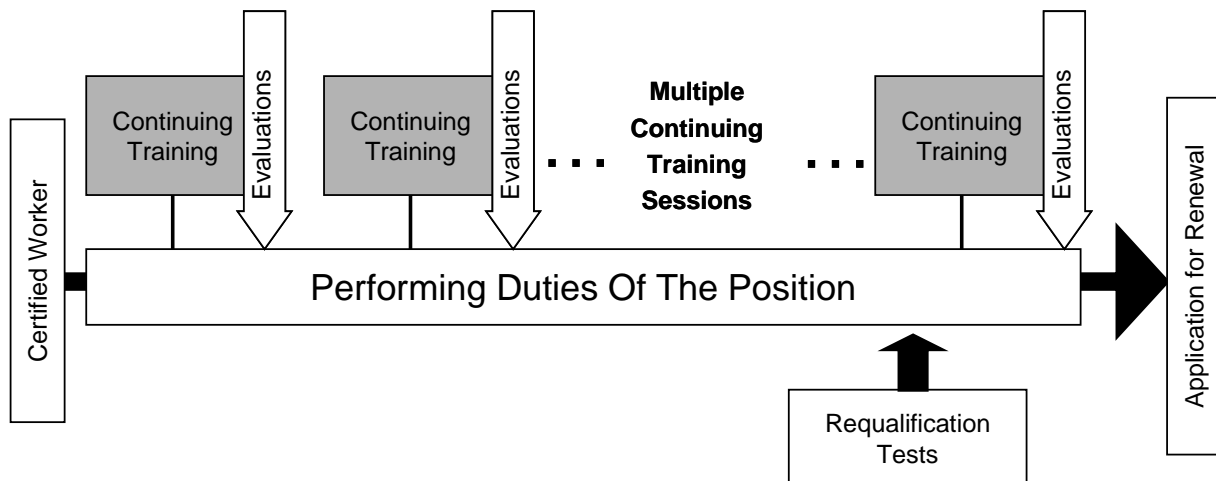 Certified Worker
Continuing
Training
Evaluations
Continuing
Training
Evaluations
Multiple
Continuing
Training
Sessions
Continuing
Training
Evaluations
Performing Duties Of The Position
Requalification
Tests
Application for Renewal